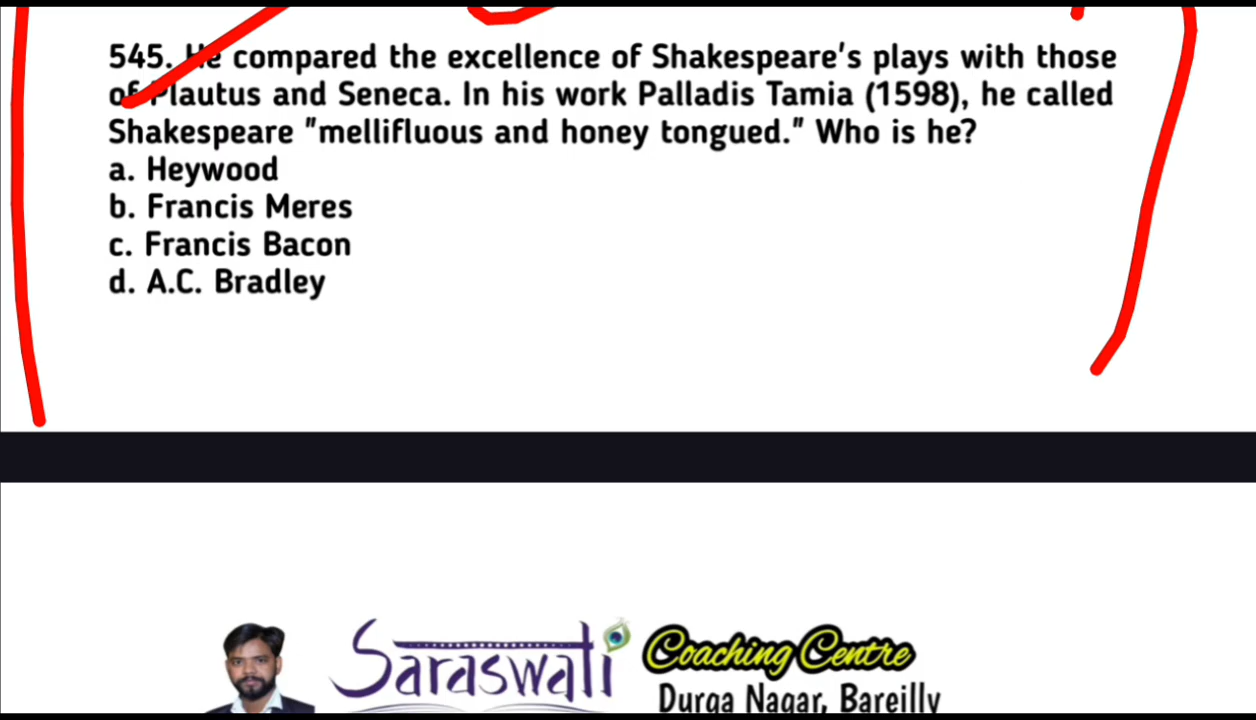 545. He compared the excellence of Shakespeare's plays with those
of Plautus and Seneca. In his work Palladis Tamia (1598), he called
Shakespeare "mellifluous and honey tongued." Who is he?
a. Heywood
b. Francis Meres
c. Francis Bacon
d. A.C. Bradley
Saraswati Coaching Centre
Durga Nagar, Bareilly